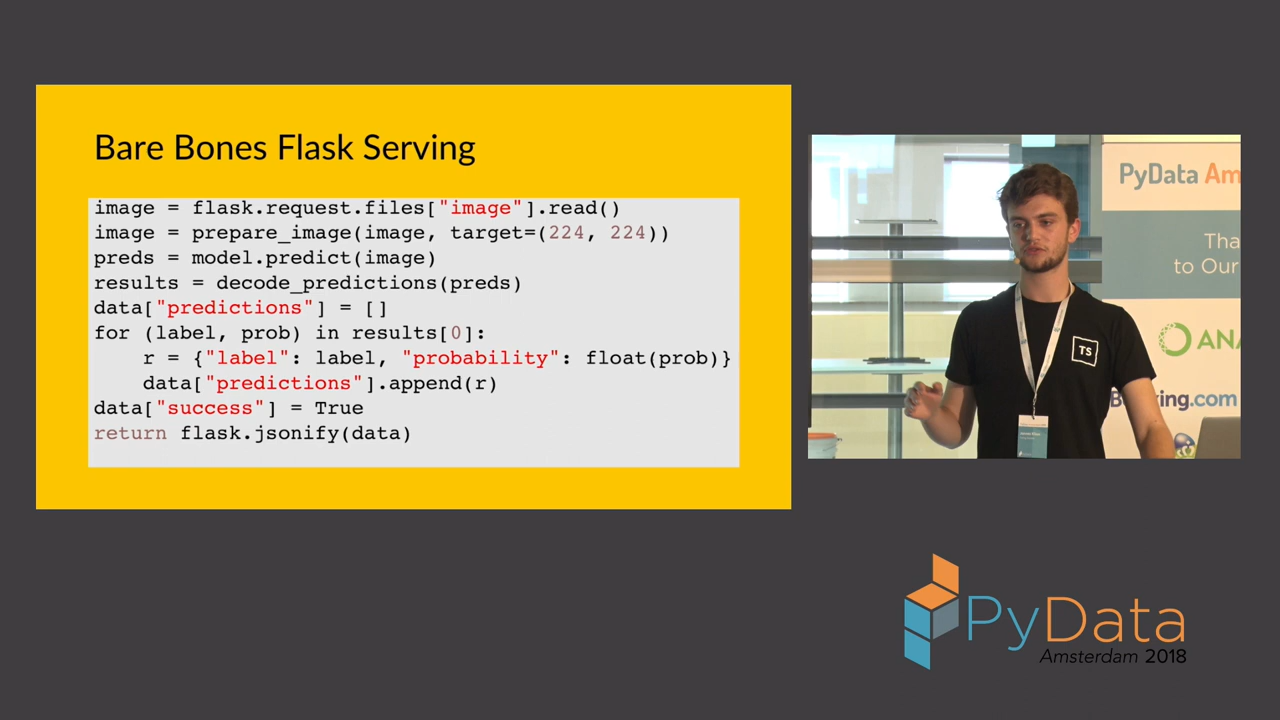 Bare Bones Flask Serving
image = flask.request.files["image"].read()
image = prepare_image(image, target=(224, 224))
preds = model.predict(image)
results = decode_predictions(preds)
data["predictions"] = []
for (label, prob) in results[0]:
    r = {"label": label, "probability": float(prob)}
    data["predictions"].append(r)
data["success"] = True
return flask.jsonify(data)
PyData Am
Tha
to Our
ANA
Booking.com
TS
PyData
Amsterdam 2018